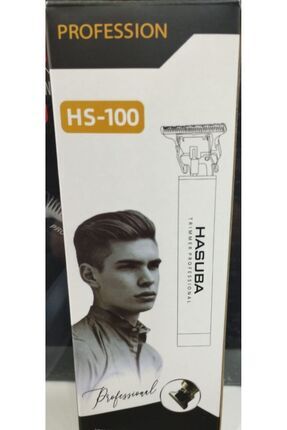 PROFESSION
HS-100
HASUBA
TRIMMER PROFESSIONAL
Professional